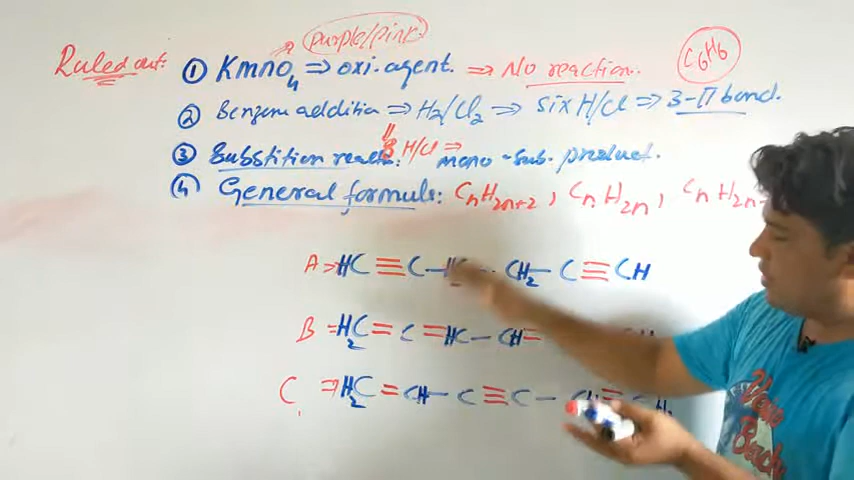 purple/pink.
Ruled out:
① KmnO4 ⇒ oxi.agent. ⇒ No reaction. C6H6
② Benzene addition ⇒ H2/Cl2 ⇒ six H/Cl ⇒ 3-π bond.
③ Substition reactn: 3 H/Cl ⇒ mono-sub. product.
④ General formula: CnH2n+2, CnH2n, CnH2n-
A ⇒ HC ≡ C - CH2 - C ≡ CH
B ⇒ H2C = C = HC - CH =
C ⇒ H2C = CH - C ≡ C -